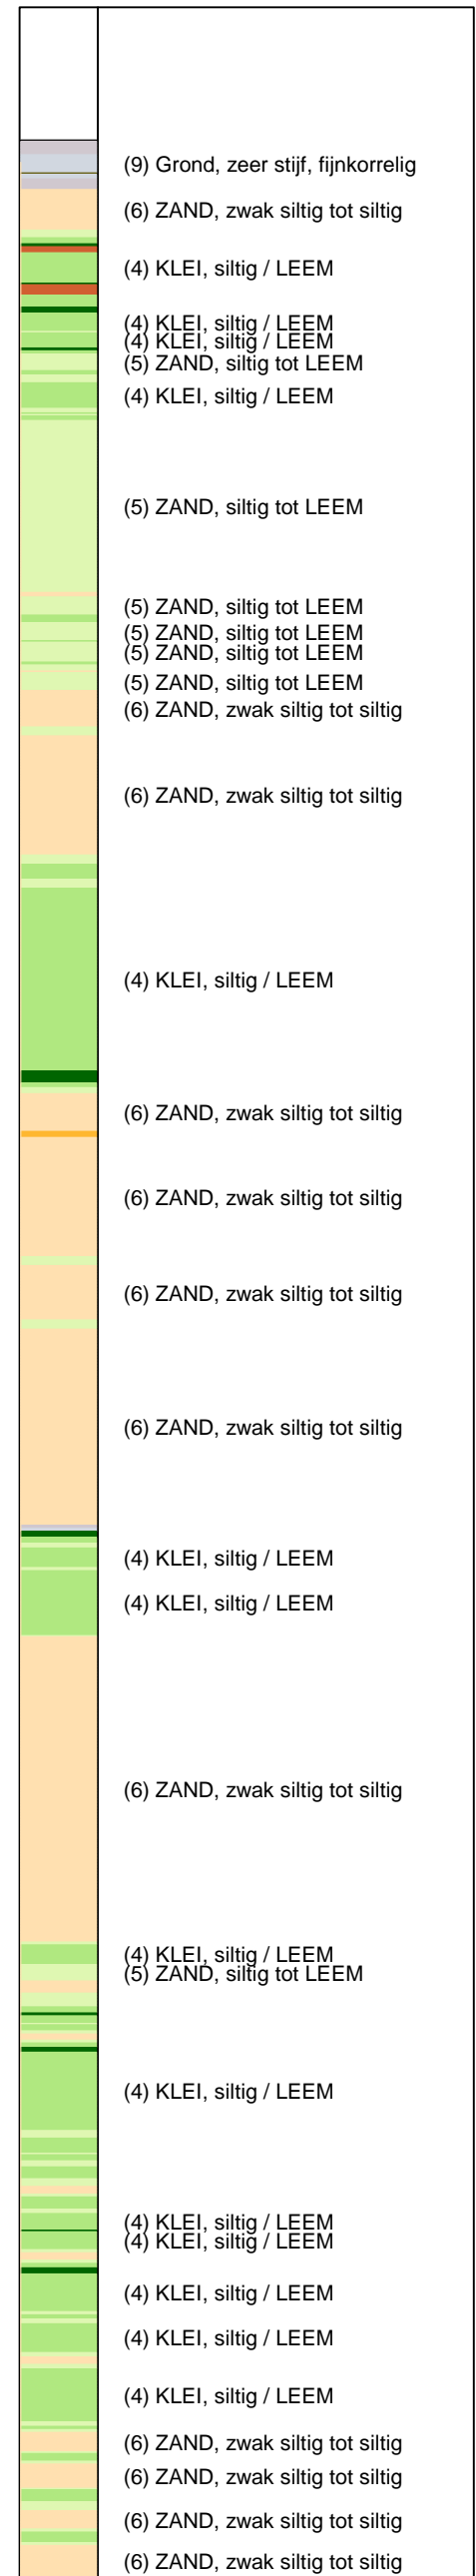 (9) Grond, zeer stijf, fijnkorrelig
(6) ZAND, zwak siltig tot siltig
(4) KLEI, siltig / LEEM
(4) KLEI, siltig / LEEM
(4) KLEI, siltig / LEEM
(5) ZAND, siltig tot LEEM
(4) KLEI, siltig / LEEM
(5) ZAND, siltig tot LEEM
(5) ZAND, siltig tot LEEM
(5) ZAND, siltig tot LEEM
(5) ZAND, siltig tot LEEM
(5) ZAND, siltig tot LEEM
(6) ZAND, zwak siltig tot siltig
(6) ZAND, zwak siltig tot siltig
(4) KLEI, siltig / LEEM
(6) ZAND, zwak siltig tot siltig
(6) ZAND, zwak siltig tot siltig
(6) ZAND, zwak siltig tot siltig
(6) ZAND, zwak siltig tot siltig
(4) KLEI, siltig / LEEM
(4) KLEI, siltig / LEEM
(6) ZAND, zwak siltig tot siltig
(4) KLEI, siltig / LEEM
(5) ZAND, siltig tot LEEM
(4) KLEI, siltig / LEEM
(4) KLEI, siltig / LEEM
(4) KLEI, siltig / LEEM
(4) KLEI, siltig / LEEM
(4) KLEI, siltig / LEEM
(4) KLEI, siltig / LEEM
(6) ZAND, zwak siltig tot siltig
(6) ZAND, zwak siltig tot siltig
(6) ZAND, zwak siltig tot siltig
(6) ZAND, zwak siltig tot siltig